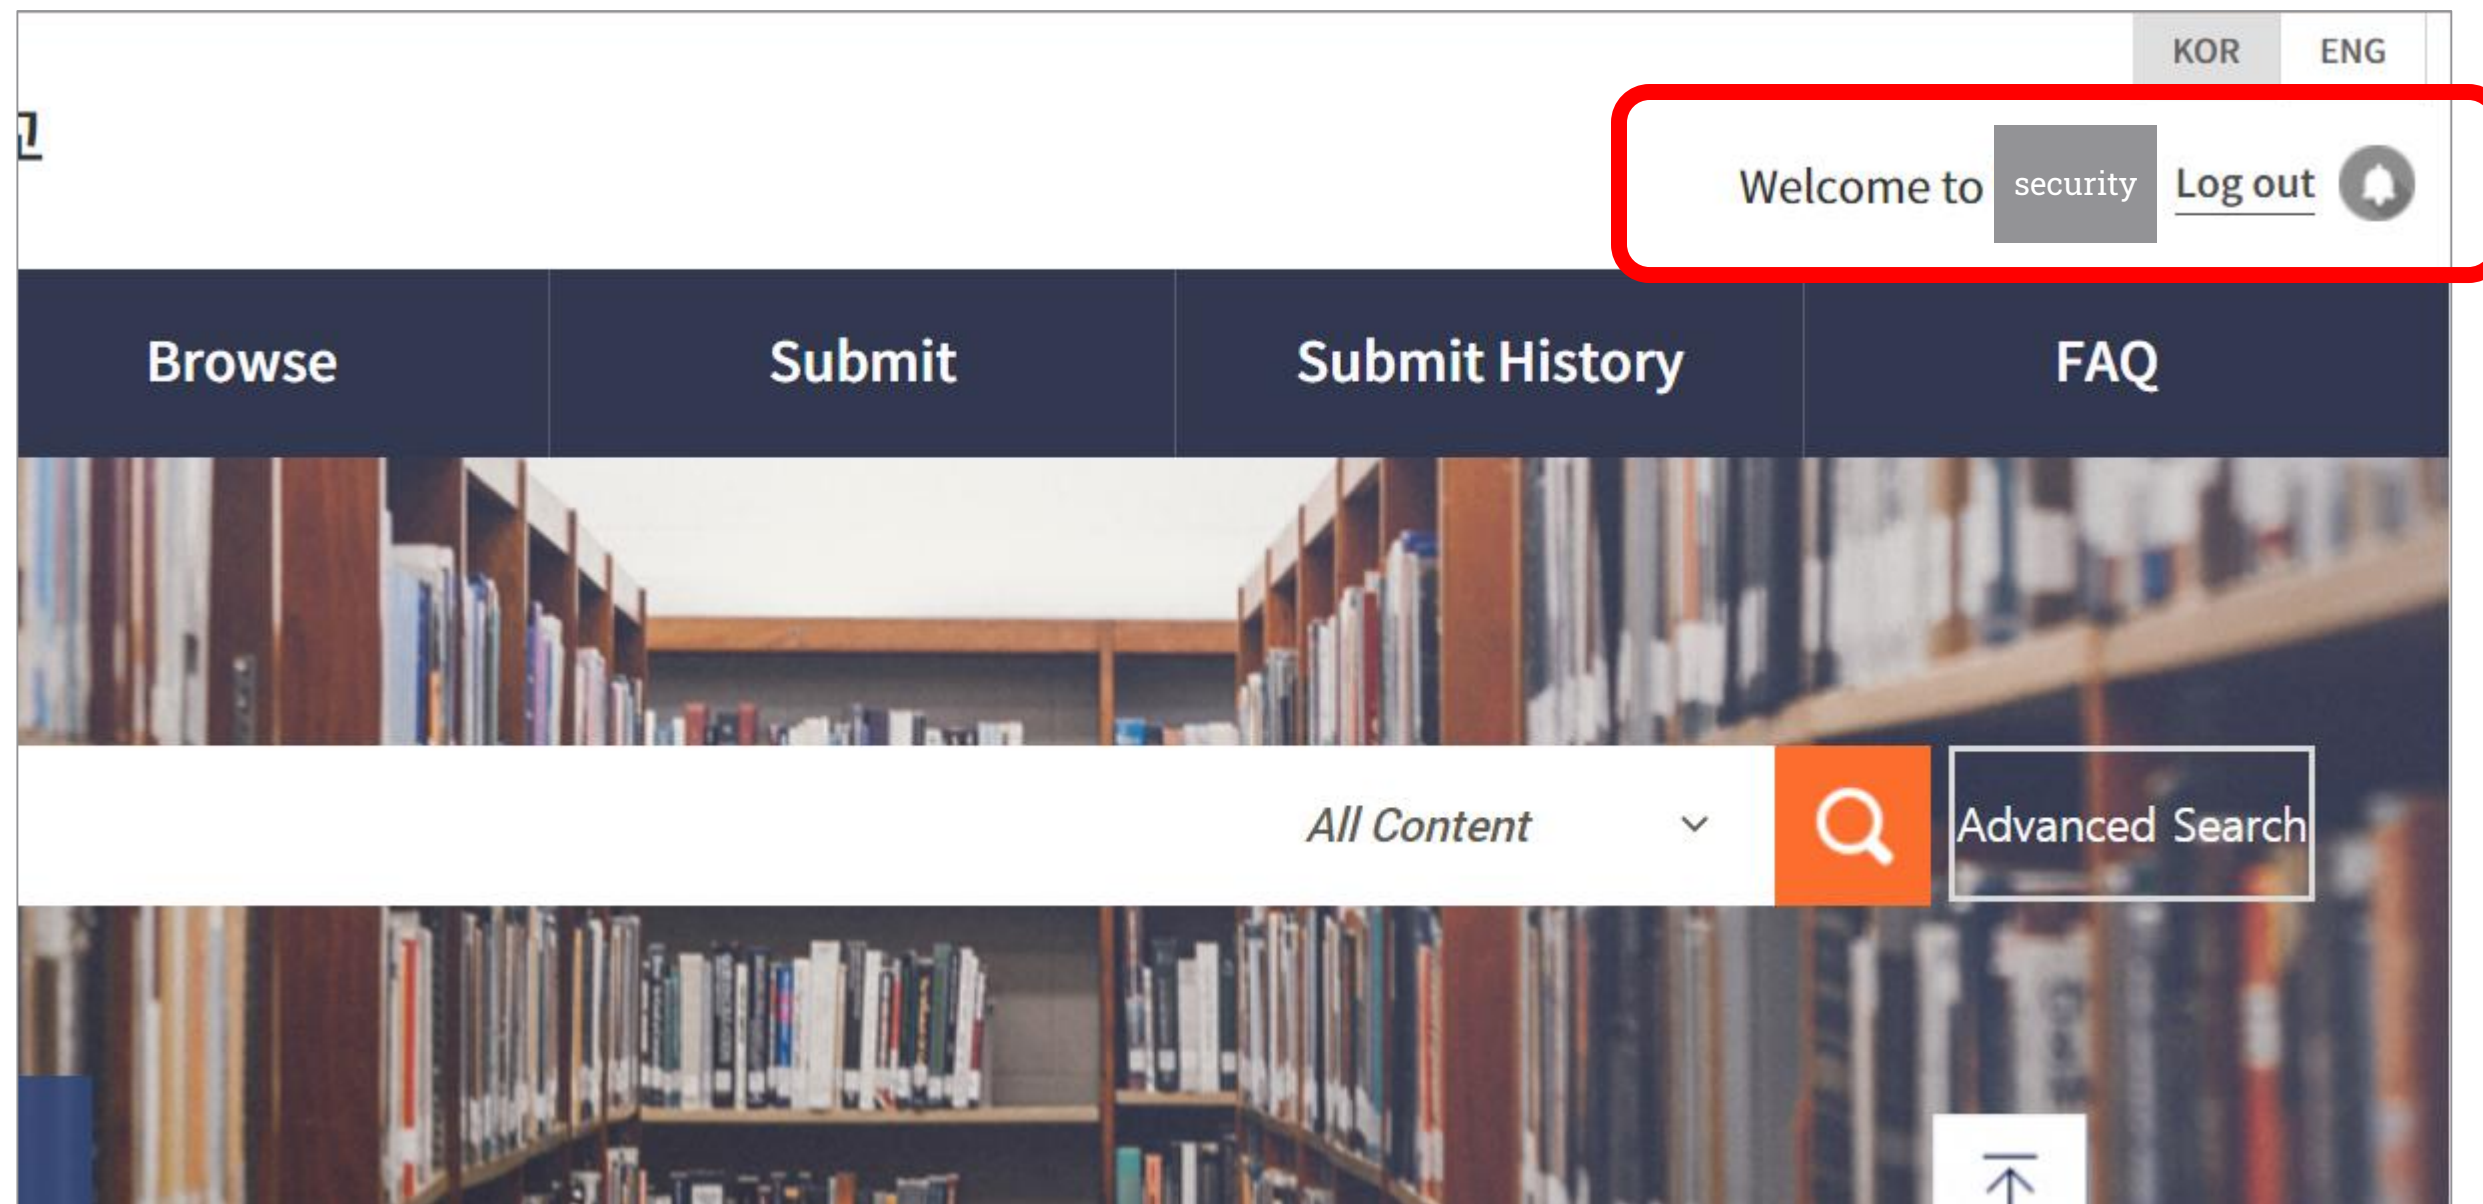 KOR ENG
Welcome to security Log out
Browse Submit Submit History FAQ
All Content Advanced Search